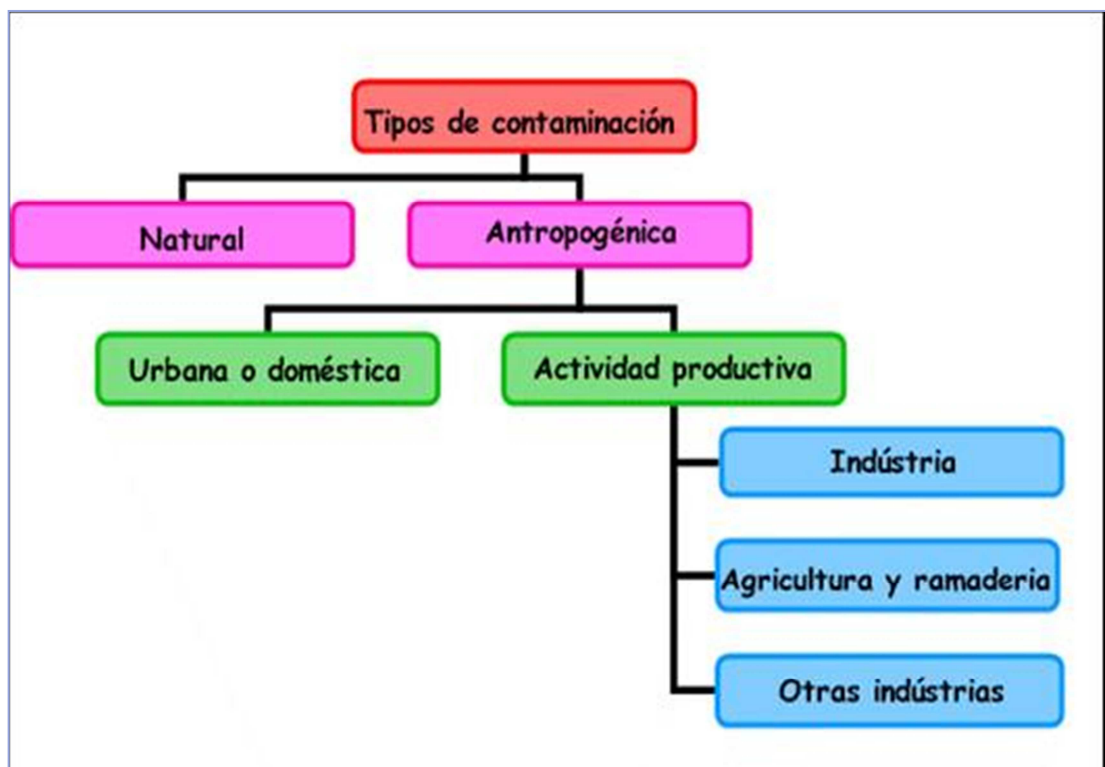 Tipos de contaminación
Natural
Antropogénica
Urbana o doméstica
Actividad productiva
Indústria
Agricultura y ramaderia
Otras indústrias